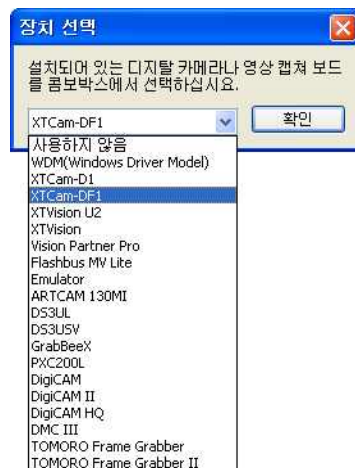 장치 선택
설치되어 있는 디지탈 카메라나 영상 캡쳐 보드
를 콤보박스에서 선택하십시요.
XTCam-DF1
확인
사용하지 않음
WDM(Windows Driver Model)
XTCam-D1
XTCam-DF1
XTVision U2
XTVision
Vision Partner Pro
Flashbus MV Lite
Emulator
ARTCAM 130MI
DS3UL
DS3USV
GrabBeeX
PXC200L
DigiCAM
DigiCAM II
DigiCAM HQ
DMC III
TOMORO Frame Grabber
TOMORO Frame Grabber II